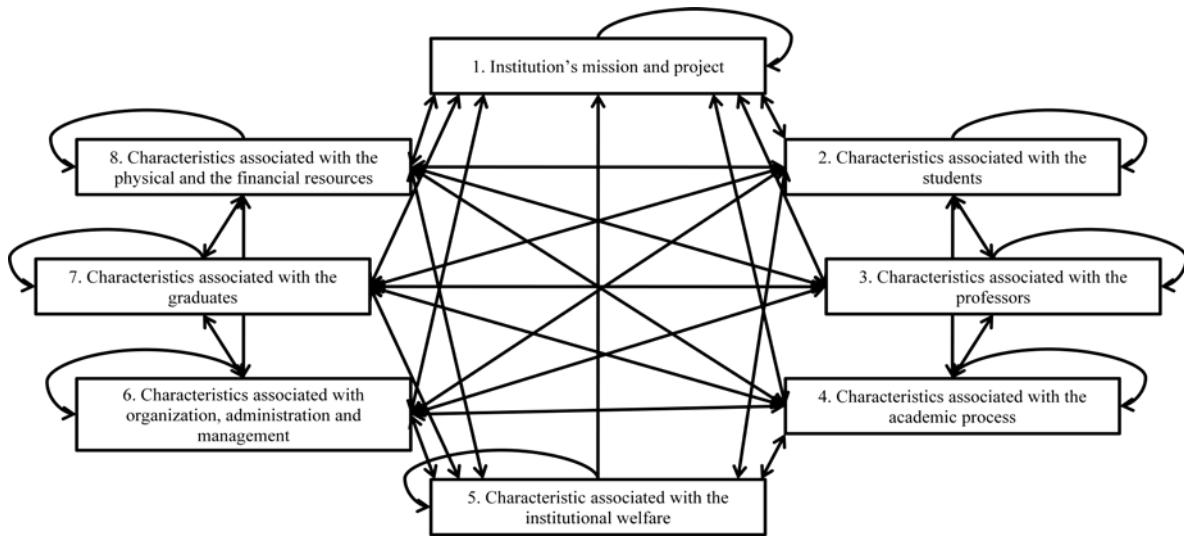 1. Institution's mission and project
8. Characteristics associated with the
physical and the financial resources
2. Characteristics associated with the
students
7. Characteristics associated with the
graduates
3. Characteristics associated with the
professors
6. Characteristics associated with
organization, administration and
management
4. Characteristics associated with the
academic process
5. Characteristic associated with the
institutional welfare